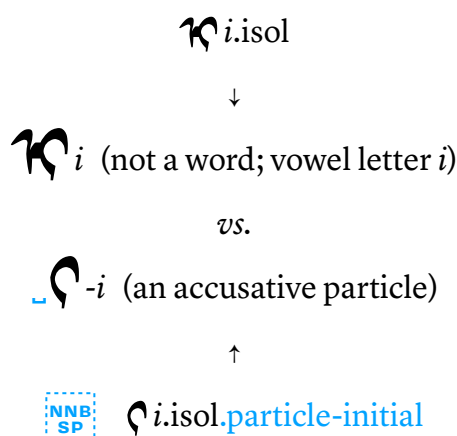 ᠢ i.isol
↓
ᠢ i (not a word; vowel letter i)
vs.
␣ ᠢ -i (an accusative particle)
↑
NNBSP ᠢ i.isol.particle-initial